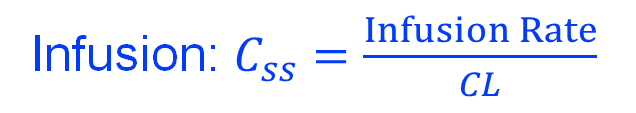 Infusion: C_ss = Infusion Rate / CL